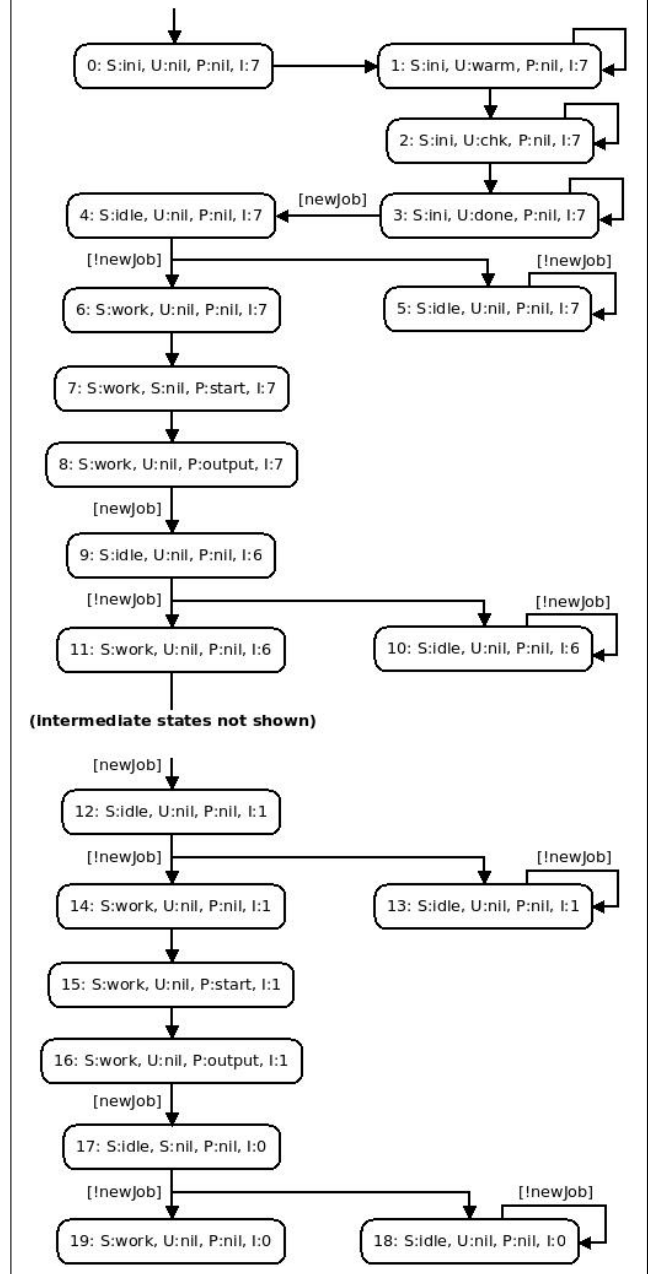 0: S:ini, U:nil, P:nil, I:7
1: S:ini, U:warm, P:nil, I:7
2: S:ini, U:chk, P:nil, I:7
[newJob]
4: S:idle, U:nil, P:nil, I:7
3: S:ini, U:done, P:nil, I:7
[!newJob]
[!newJob]
6: S:work, U:nil, P:nil, I:7
5: S:idle, U:nil, P:nil, I:7
7: S:work, S:nil, P:start, I:7
8: S:work, U:nil, P:output, I:7
[newJob]
9: S:idle, U:nil, P:nil, I:6
[!newJob]
[!newJob]
11: S:work, U:nil, P:nil, I:6
10: S:idle, U:nil, P:nil, I:6
(intermediate states not shown)
[newJob]
12: S:idle, U:nil, P:nil, I:1
[!newJob]
[!newJob]
14: S:work, U:nil, P:nil, I:1
13: S:idle, U:nil, P:nil, I:1
15: S:work, U:nil, P:start, I:1
16: S:work, U:nil, P:output, I:1
[newJob]
17: S:idle, S:nil, P:nil, I:0
[!newJob]
[!newJob]
19: S:work, U:nil, P:nil, I:0
18: S:idle, U:nil, P:nil, I:0